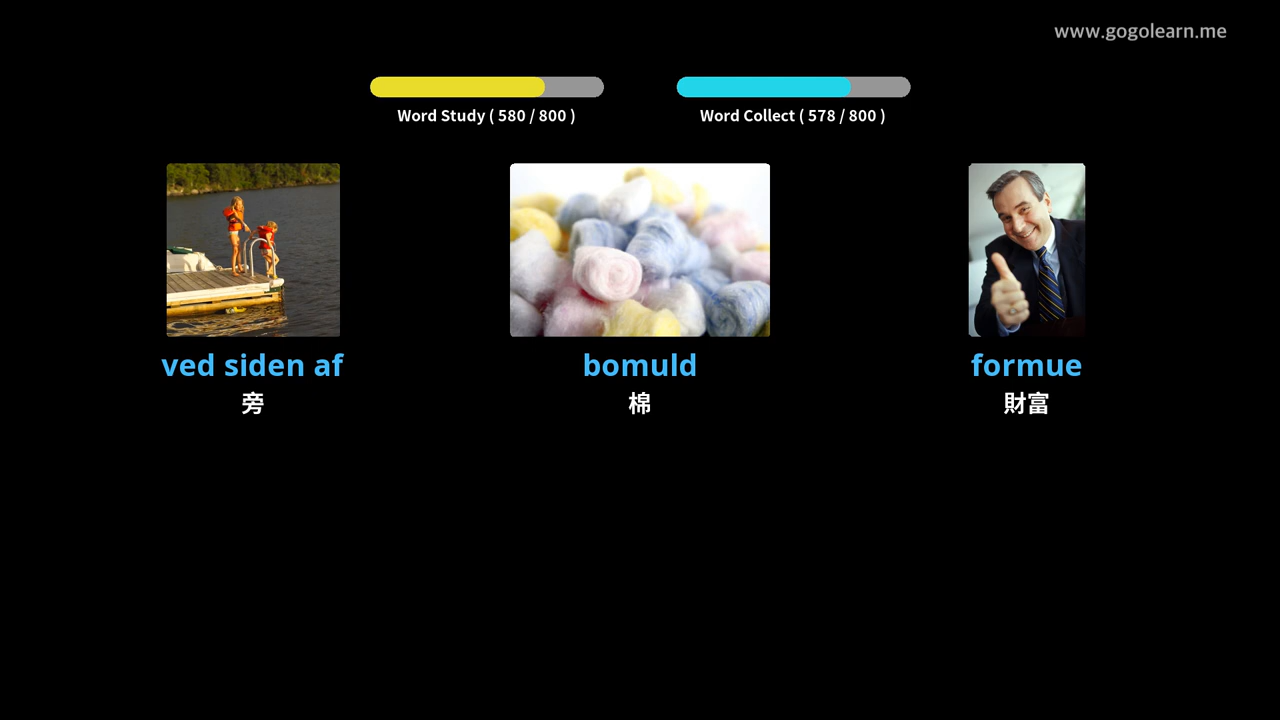 www.gogolearn.me
Word Study ( 580 / 800 )
Word Collect ( 578 / 800 )
ved siden af
旁
bomuld
棉
formue
財富